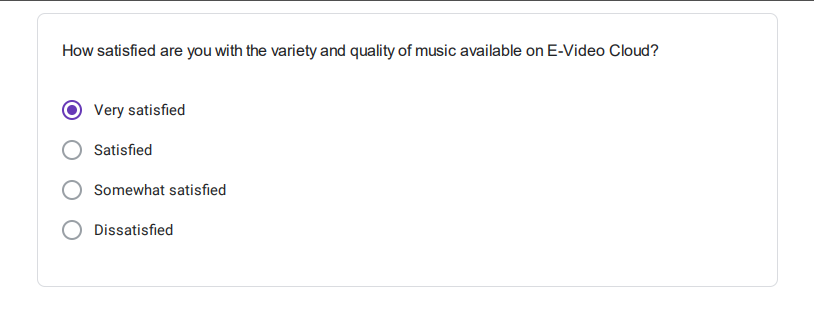 How satisfied are you with the variety and quality of music available on E-Video Cloud?
Very satisfied
Satisfied
Somewhat satisfied
Dissatisfied